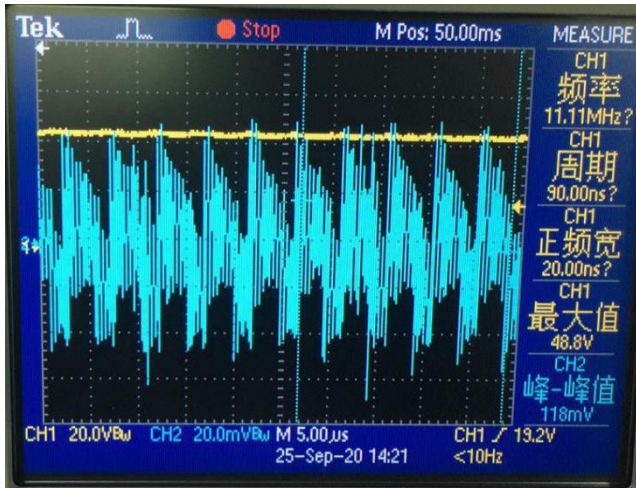 Tek Stop M Pos: 50.00ms MEASURE
CH1
频率
11.11MHz?
CH1
周期
90.00ns?
CH1
正频宽
20.00ns?
CH1
最大值
48.8V
CH2
峰-峰值
118mV
CH1 20.0VBw CH2 20.0mVBw M 5.00µs CH1 19.2V
25-Sep-20 14:21 <10Hz